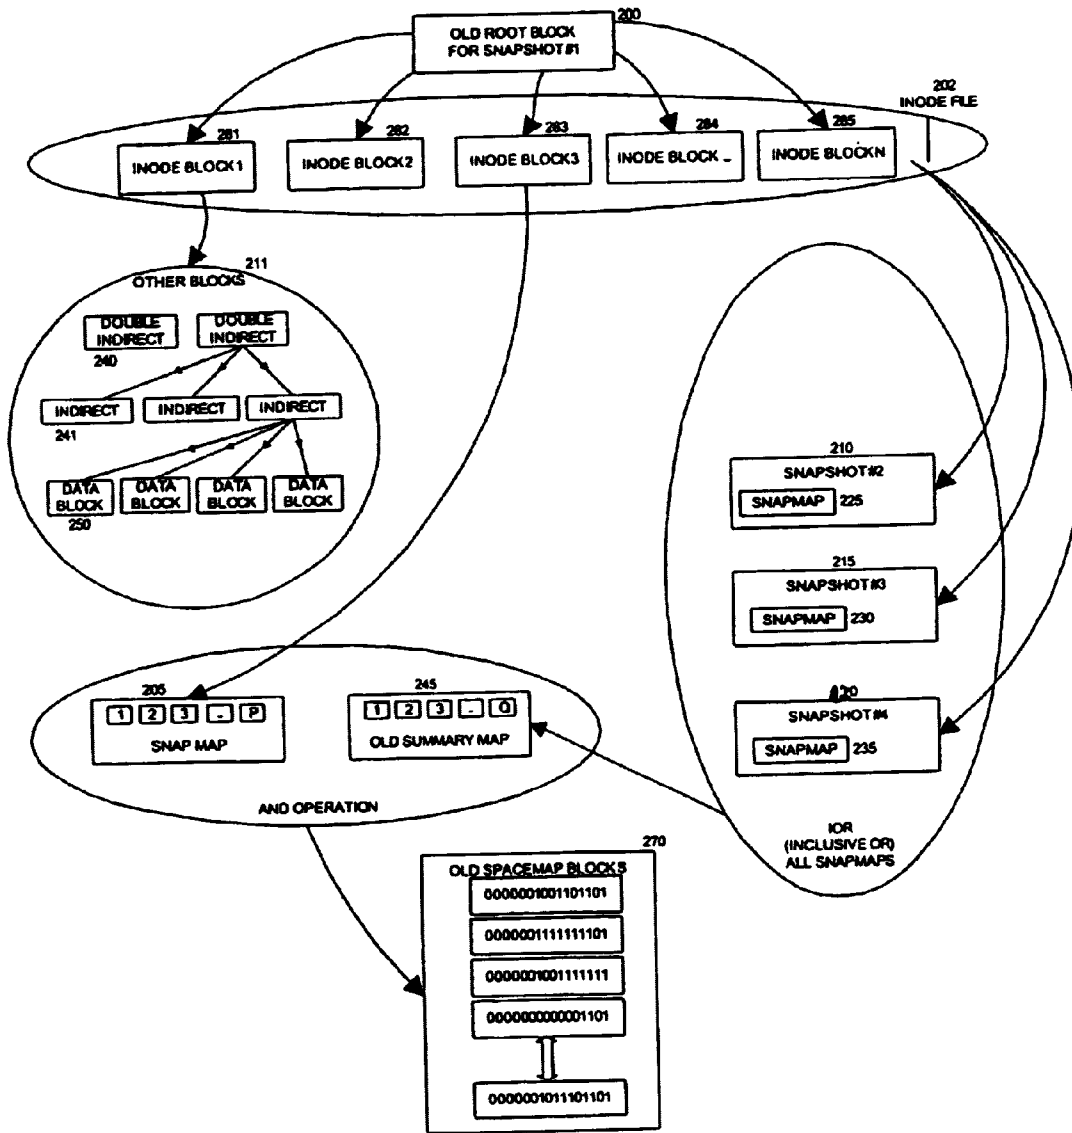 200
OLD ROOT BLOCK
FOR SNAPSHOT#1
202
INODE FILE
281
282
283
284
285
INODE BLOCK1
INODE BLOCK2
INODE BLOCK3
INODE BLOCK _
INODE BLOCKN
211
OTHER BLOCKS
DOUBLE
INDIRECT
DOUBLE
INDIRECT
240
INDIRECT
INDIRECT
INDIRECT
241
DATA
BLOCK
DATA
BLOCK
DATA
BLOCK
DATA
BLOCK
250
210
SNAPSHOT#2
SNAPMAP
225
215
SNAPSHOT#3
SNAPMAP
230
SNAPSHOT#4
SNAPMAP
235
IOR
(INCLUSIVE OR)
ALL SNAPMAPS
205
1 2 3 _ P
SNAP MAP
245
1 2 3 _ Q
OLD SUMMARY MAP
AND OPERATION
270
OLD SPACEMAP BLOCKS
0000001001101101
0000001111111101
0000001001111111
0000000000001101
0000001011101101